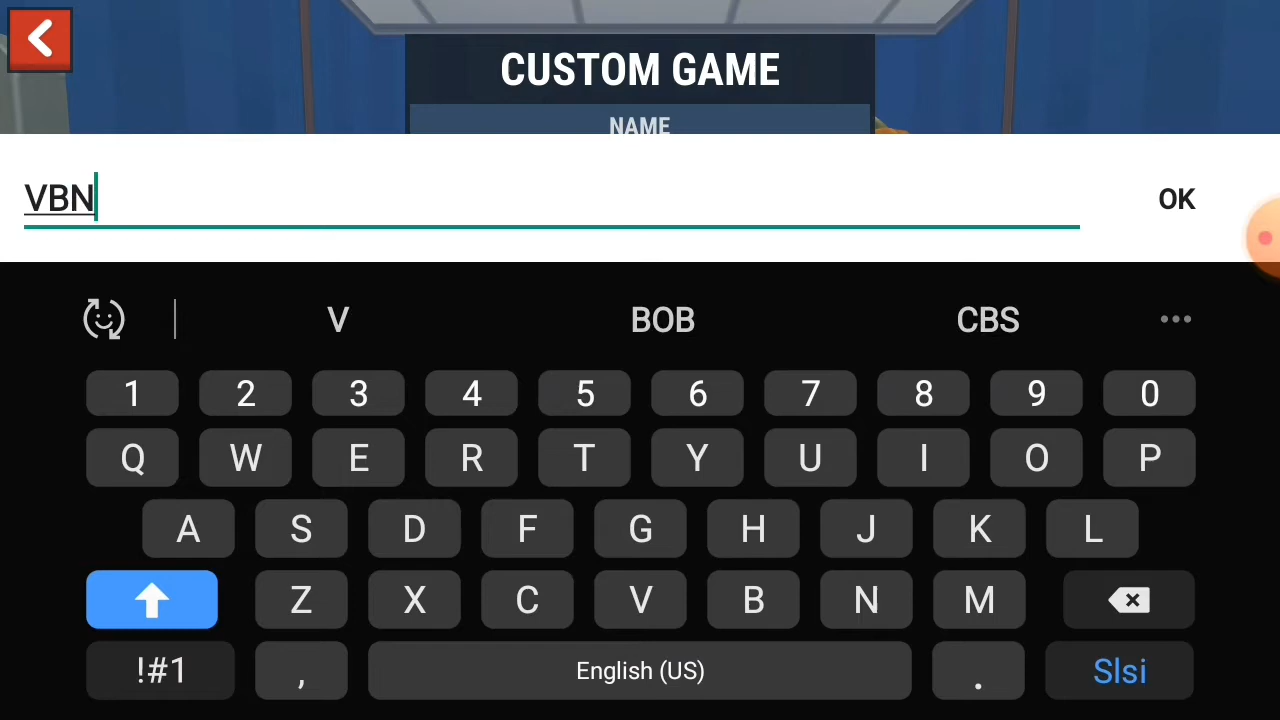 CUSTOM GAME
NAME
VBN
OK
V BOB CBS
1 2 3 4 5 6 7 8 9 0
Q W E R T Y U I O P
A S D F G H J K L
Z X C V B N M
!#1 , English (US) . Slsi